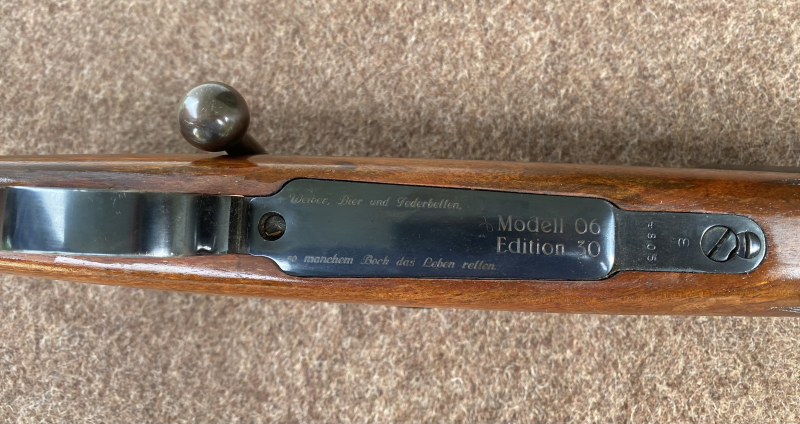 Weiber, Bier und Federbetten,
Modell 06
Edition 30
so manchem Bock das Leben retten.